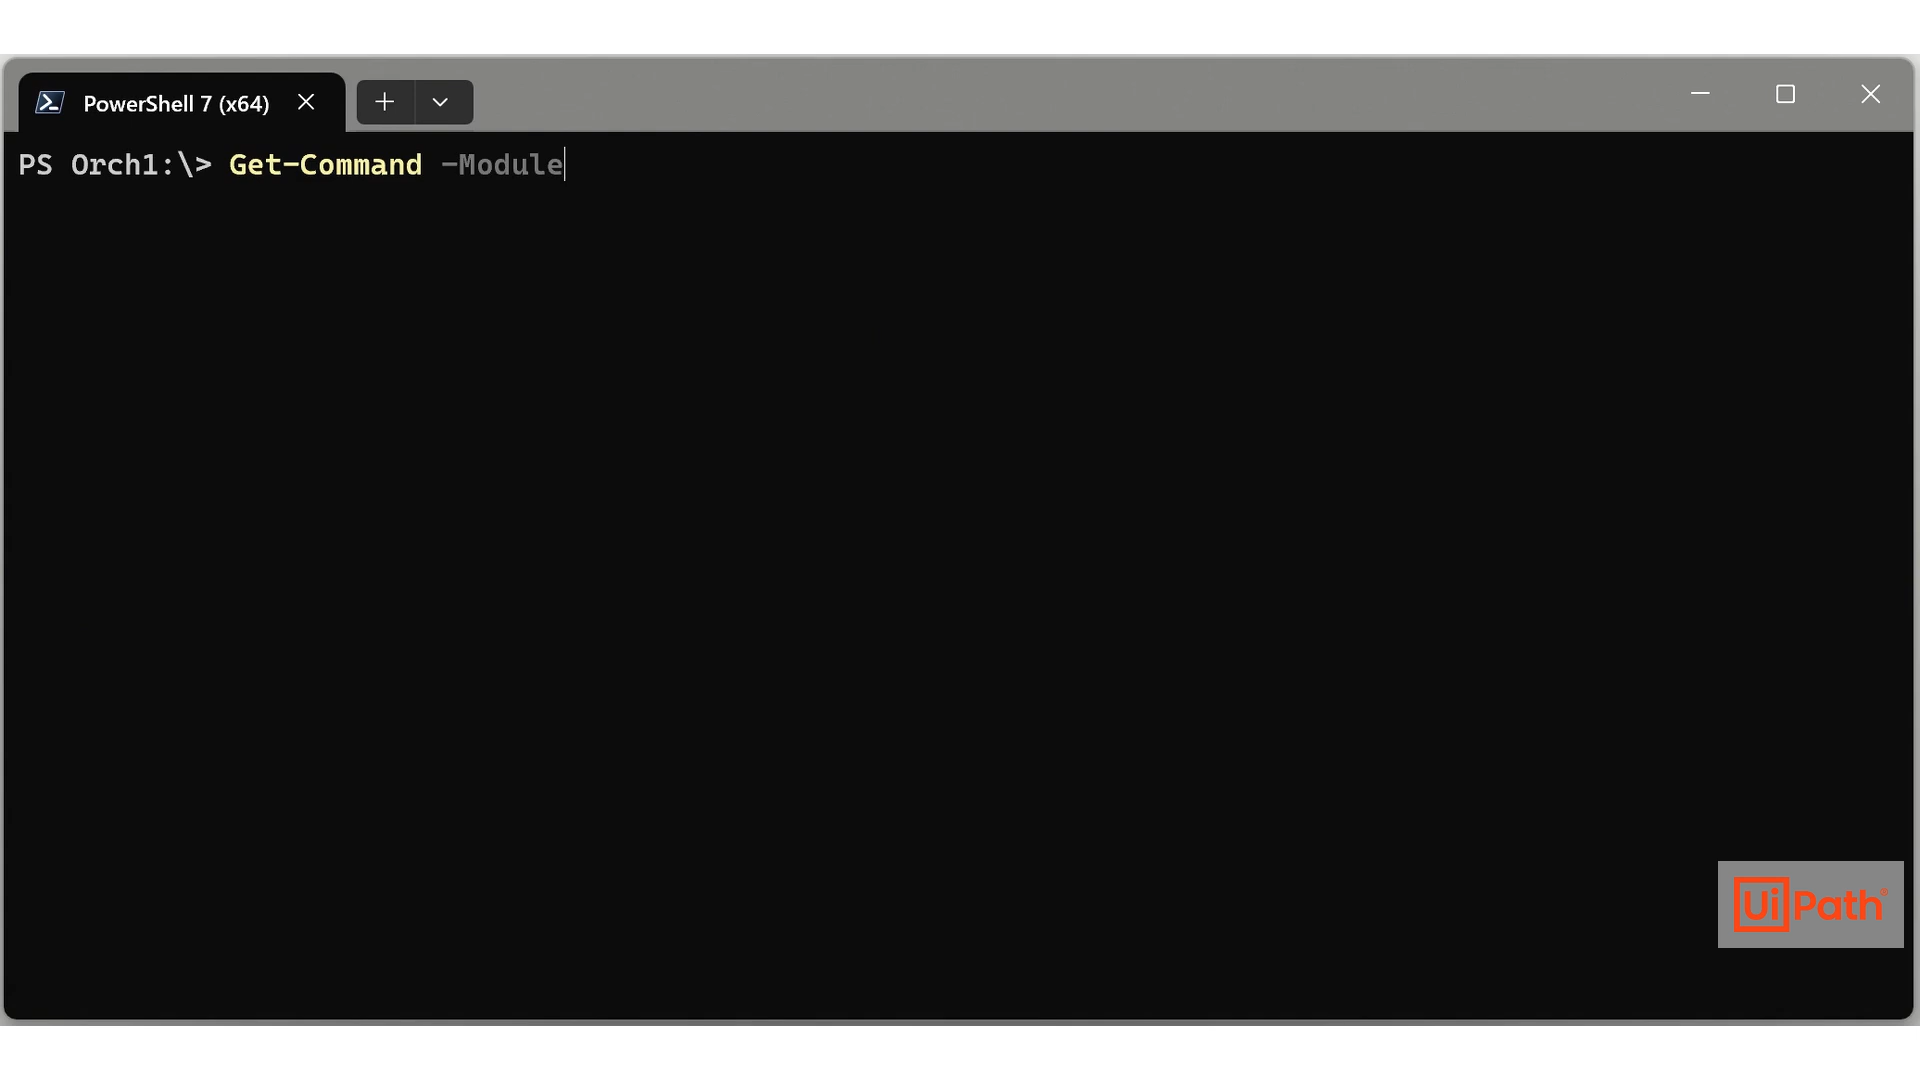 PowerShell 7 (x64)
PS Orch1:\> Get-Command -Module
UiPath®